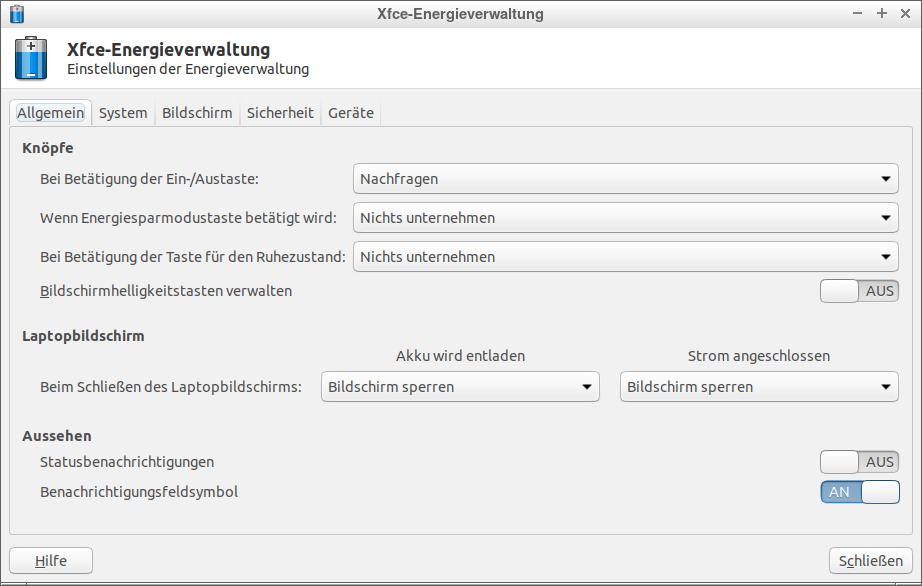 Xfce-Energieverwaltung
Xfce-Energieverwaltung
Einstellungen der Energieverwaltung
Allgemein System Bildschirm Sicherheit Geräte
Knöpfe
Bei Betätigung der Ein-/Austaste: Nachfragen
Wenn Energiesparmodustaste betätigt wird: Nichts unternehmen
Bei Betätigung der Taste für den Ruhezustand: Nichts unternehmen
Bildschirmhelligkeitstasten verwalten AUS
Laptopbildschirm
Akku wird entladen Strom angeschlossen
Beim Schließen des Laptopbildschirms: Bildschirm sperren Bildschirm sperren
Aussehen
Statusbenachrichtigungen AUS
Benachrichtigungsfeldsymbol AN
Hilfe Schließen